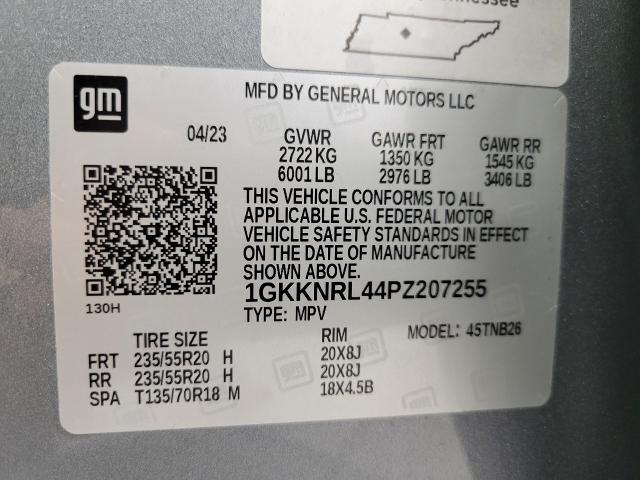 gm
MFD BY GENERAL MOTORS LLC
04/23 GVWR GAWR FRT GAWR RR
2722 KG 1350 KG 1545 KG
6001 LB 2976 LB 3406 LB
THIS VEHICLE CONFORMS TO ALL
APPLICABLE U.S. FEDERAL MOTOR
VEHICLE SAFETY STANDARDS IN EFFECT
ON THE DATE OF MANUFACTURE
SHOWN ABOVE.
130H
1GKKNRL44PZ207255
TYPE: MPV
TIRE SIZE RIM MODEL: 45TNB26
FRT 235/55R20 H 20X8J
RR 235/55R20 H 20X8J
SPA T135/70R18 M 18X4.5B